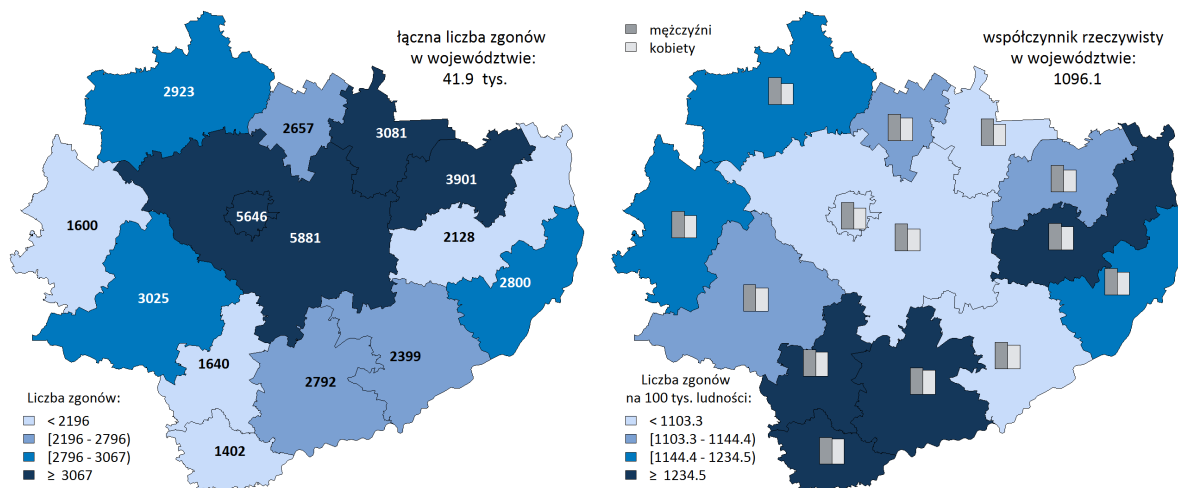 łączna liczba zgonów
w województwie:
41.9 tys.
2923
2657
3081
3901
1600
5646
5881
2128
2800
3025
1640
2792
2399
1402
Liczba zgonów:
< 2196
[2196 - 2796)
[2796 - 3067)
≥ 3067
mężczyźni
kobiety
współczynnik rzeczywisty
w województwie:
1096.1
Liczba zgonów
na 100 tys. ludności:
< 1103.3
[1103.3 - 1144.4)
[1144.4 - 1234.5)
≥ 1234.5